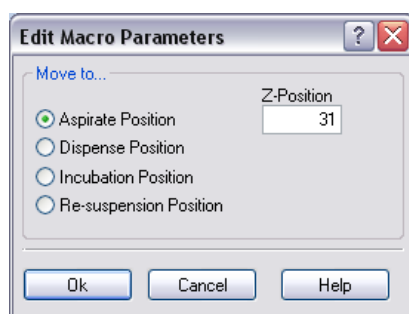 Edit Macro Parameters
Move to...
Z-Position
Aspirate Position
31
Dispense Position
Incubation Position
Re-suspension Position
Ok
Cancel
Help